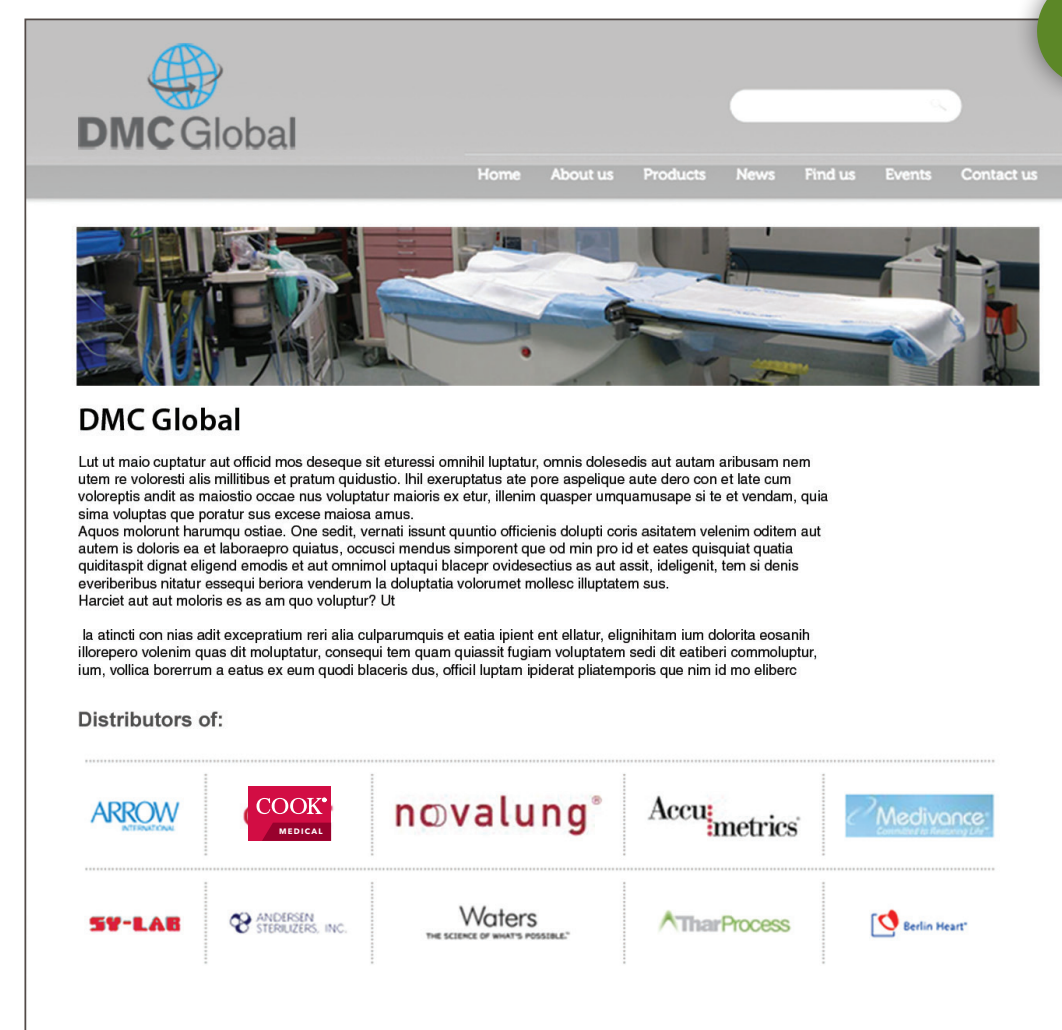 DMC Global
Home About us Products News Find us Events Contact us
DMC Global
Lut ut maio cuptatur aut officid mos deseque sit eturessi omnihil luptatur, omnis dolesedis aut autam aribusam nem
utem re voloresti alis millitibus et pratum quidustio. Ihil exeruptatus ate pore aspelique aute dero con et late cum
voloreptis andit as maiostio occae nus voluptatur maioris ex etur, illenim quasper umquamusape si te et vendam, quia
sima voluptas que poratur sus excese maiosa amus.
Aquos molorunt harumqu ostiae. One sedit, vernati issunt quuntio officienis dolupti coris asitatem velenim oditem aut
autem is doloris ea et laboraepro quiatus, occusci mendus simporent que od min pro id et eates quisquiat quatia
quiditaspit dignat eligend emodis et aut omnimol uptaqui blacepr ovidesectius as aut assit, ideligenit, tem si denis
everiberibus nitatur essequi beriora venderum la doluptatia volorumet mollesc illuptatem sus.
Harciet aut aut moloris es as am quo voluptur? Ut
la atincti con nias adit excepratium reri alia culparumquis et eatia ipient ent ellatur, elignihitam ium dolorita eosanih
illorepero volenim quas dit moluptatur, consequi tem quam quiassit fugiam voluptatem sedi dit eatiberi commoluptur,
ium, vollica borerrum a eatus ex eum quodi blaceris dus, officil luptam ipiderat pliatemporis que nim id mo eliberc
Distributors of:
ARROW
INTERNATIONAL
COOK
MEDICAL
novalung®
Accu
metrics
Medivance
Committed to Restoring Life™
SY-LAB
ANDERSEN
STERILIZERS, INC.
Waters
THE SCIENCE OF WHAT'S POSSIBLE.™
TharProcess
Berlin Heart®